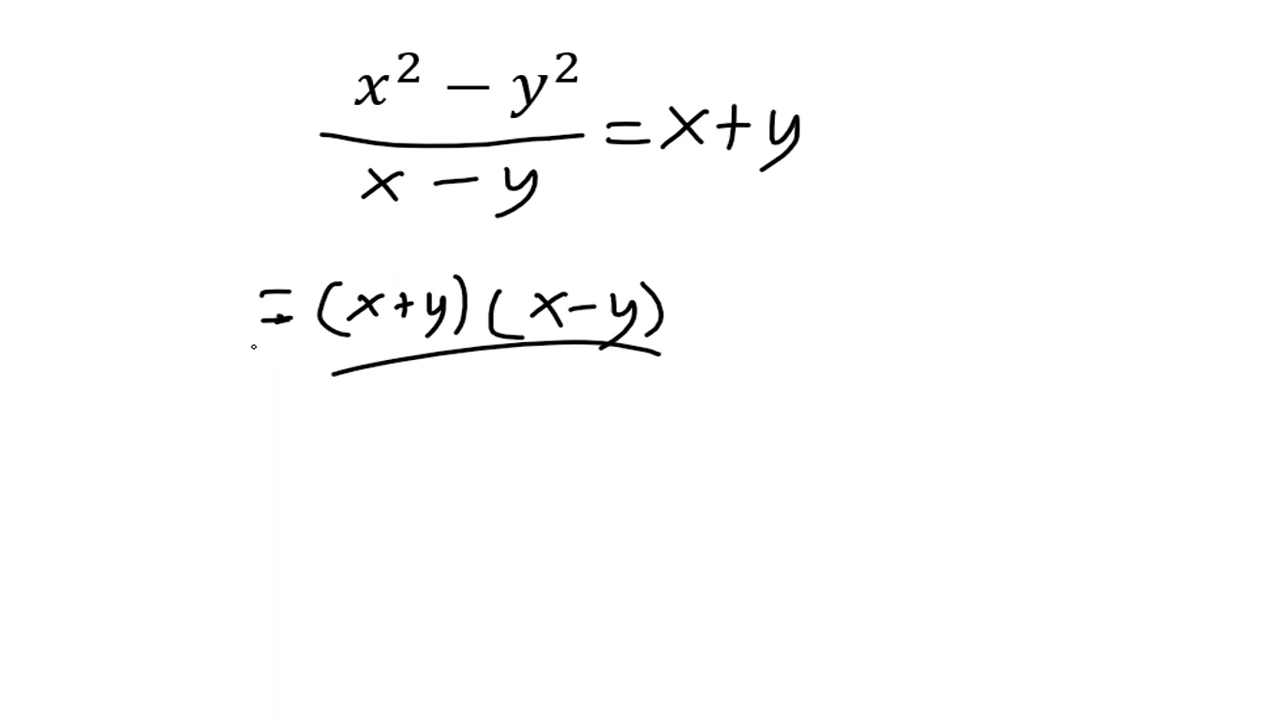 x² − y²
x − y
= x + y
= (x+y)(x−y)